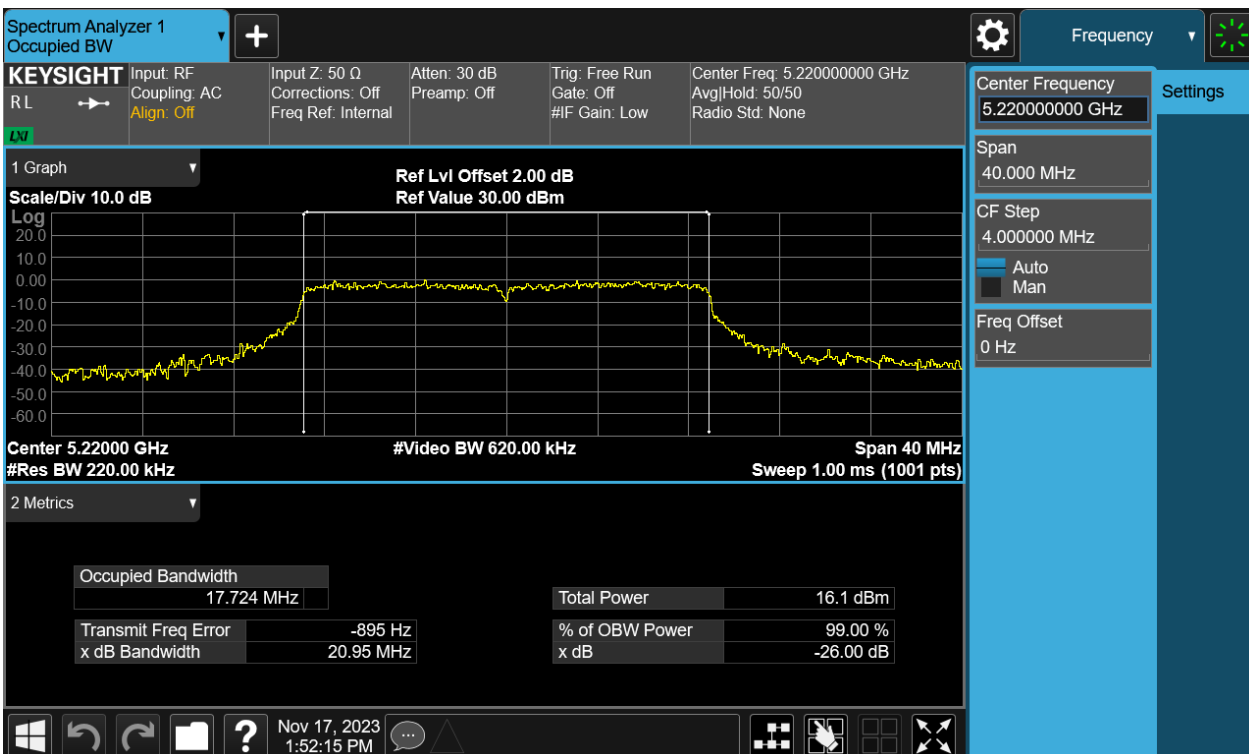 Spectrum Analyzer 1
Occupied BW
Frequency
KEYSIGHT
RL
LXI
Input: RF
Coupling: AC
Align: Off
Input Z: 50 Ω
Corrections: Off
Freq Ref: Internal
Atten: 30 dB
Preamp: Off
Trig: Free Run
Gate: Off
#IF Gain: Low
Center Freq: 5.220000000 GHz
Avg|Hold: 50/50
Radio Std: None
Center Frequency
5.220000000 GHz
Settings
Span
40.000 MHz
CF Step
4.000000 MHz
Auto
Man
Freq Offset
0 Hz
1 Graph
Scale/Div 10.0 dB
Ref Lvl Offset 2.00 dB
Ref Value 30.00 dBm
Log
20.0
10.0
0.00
-10.0
-20.0
-30.0
-40.0
-50.0
-60.0
Center 5.22000 GHz
#Video BW 620.00 kHz
Span 40 MHz
#Res BW 220.00 kHz
Sweep 1.00 ms (1001 pts)
2 Metrics
Occupied Bandwidth
17.724 MHz
Total Power 16.1 dBm
Transmit Freq Error -895 Hz
% of OBW Power 99.00 %
x dB Bandwidth 20.95 MHz
x dB -26.00 dB
?
Nov 17, 2023
1:52:15 PM